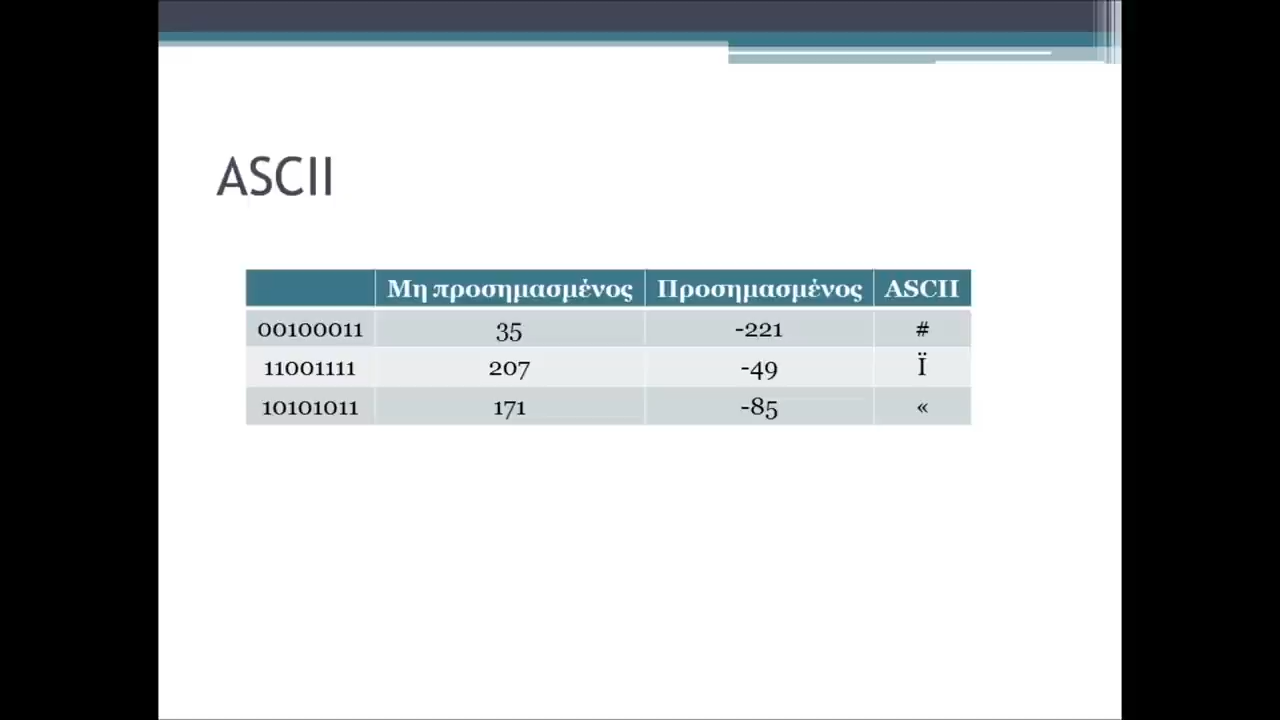 ASCII
Μη προσημασμένος Προσημασμένος ASCII
00100011 35 -221 #
11001111 207 -49 Ï
10101011 171 -85 «